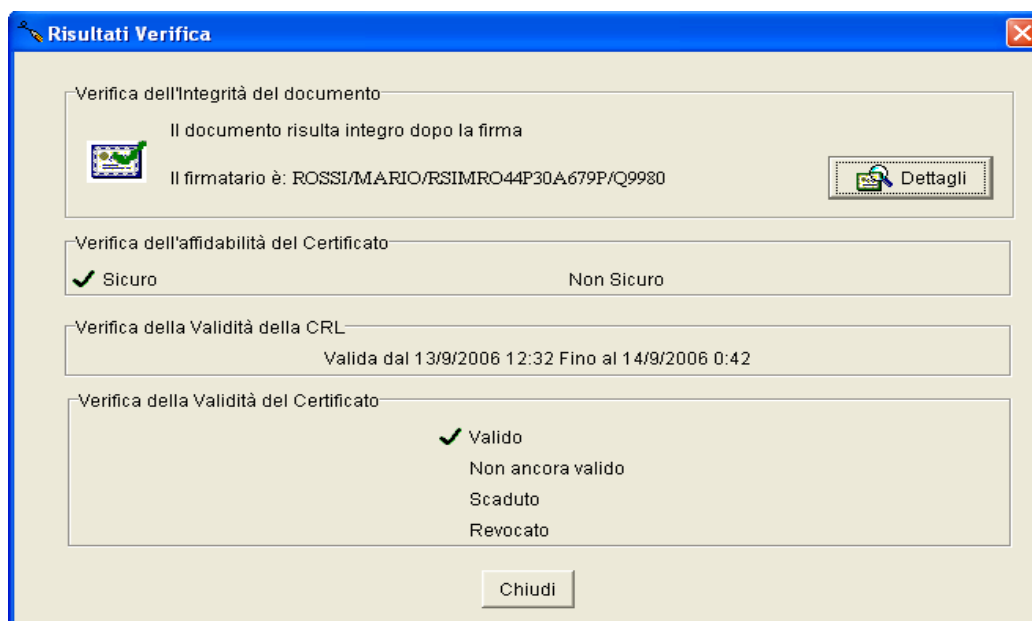 Risultati Verifica
Verifica dell'Integrità del documento
Il documento risulta integro dopo la firma
Il firmatario è: ROSSI/MARIO/RSIMRO44P30A679P/Q9980
Dettagli
Verifica dell'affidabilità del Certificato
Sicuro Non Sicuro
Verifica della Validità della CRL
Valida dal 13/9/2006 12:32 Fino al 14/9/2006 0:42
Verifica della Validità del Certificato
Valido
Non ancora valido
Scaduto
Revocato
Chiudi